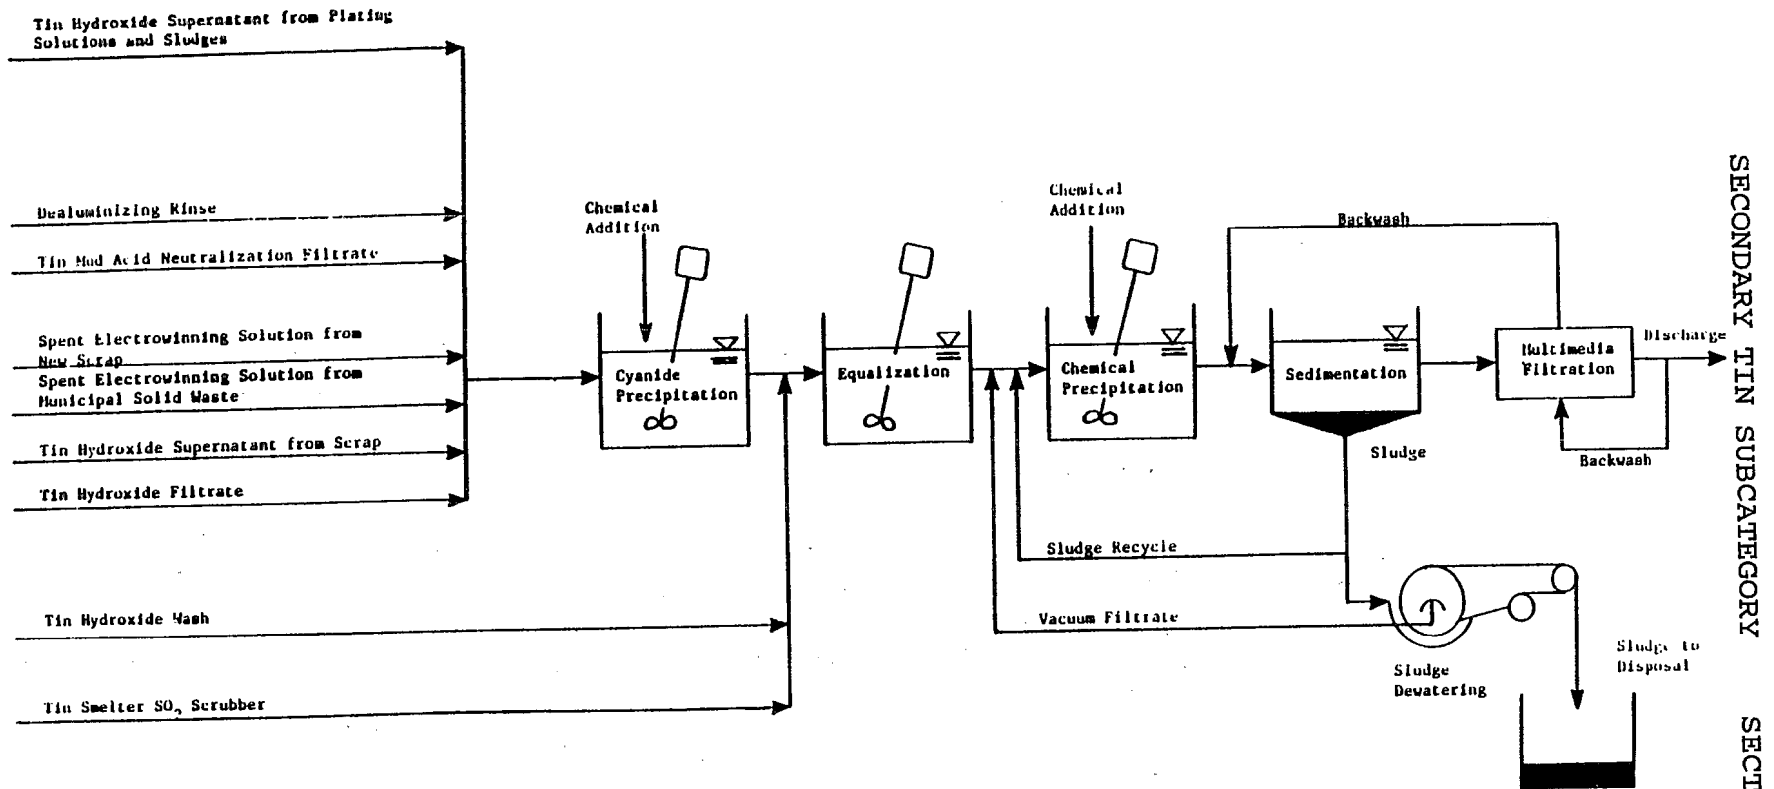 Tin Hydroxide Supernatant from Plating
Solutions and Sludges
Dealuminizing Rinse
Tin Mud Acid Neutralization Filtrate
Spent Electrowinning Solution from
New Scrap
Spent Electrowinning Solution from
Municipal Solid Waste
Tin Hydroxide Supernatant from Scrap
Tin Hydroxide Filtrate
Tin Hydroxide Wash
Tin Smelter SO₂ Scrubber
Chemical
Addition
Cyanide
Precipitation
Equalization
Chemical
Addition
Chemical
Precipitation
Backwash
Sedimentation
Sludge
Multimedia
Filtration
Discharge
Backwash
Sludge Recycle
Vacuum Filtrate
Sludge
Dewatering
Sludge to
Disposal
SECONDARY TIN SUBCATEGORY
SECT